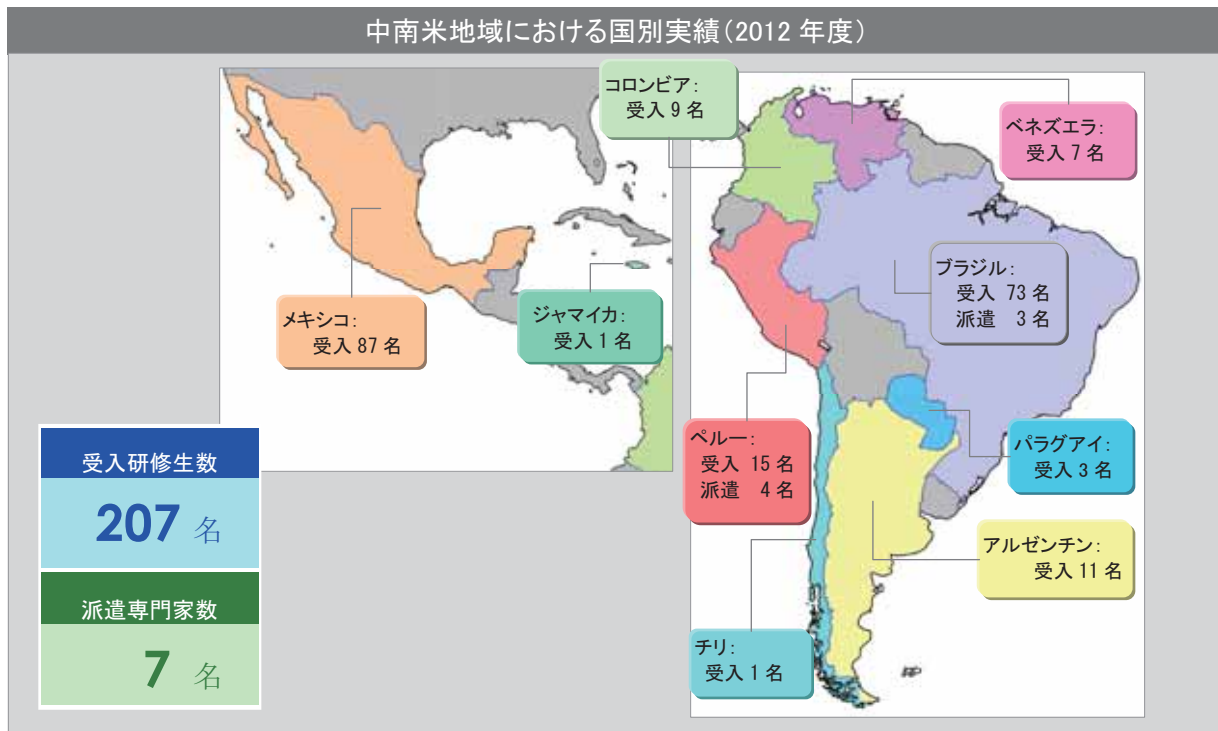 中南米地域における国別実績(2012 年度)
コロンビア:
受入 9 名
ベネズエラ:
受入 7 名
ブラジル:
受入 73 名
派遣 3 名
メキシコ:
受入 87 名
ジャマイカ:
受入 1 名
ペルー:
受入 15 名
派遣 4 名
パラグアイ:
受入 3 名
アルゼンチン:
受入 11 名
チリ:
受入 1 名
受入研修生数
207 名
派遣専門家数
7 名